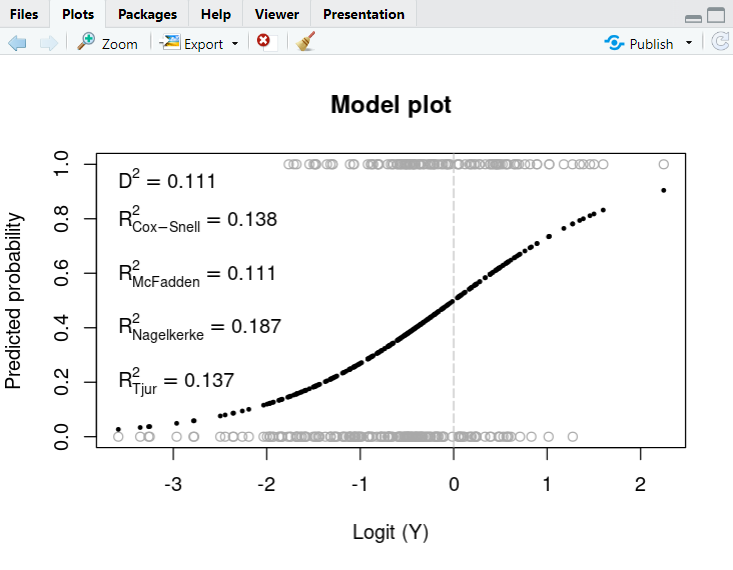 Files Plots Packages Help Viewer Presentation
Zoom Export Publish
Model plot
D² = 0.111
R²Cox−Snell = 0.138
R²McFadden = 0.111
R²Nagelkerke = 0.187
R²Tjur = 0.137
Predicted probability
1.0
0.8
0.6
0.4
0.2
0.0
-3 -2 -1 0 1 2
Logit (Y)